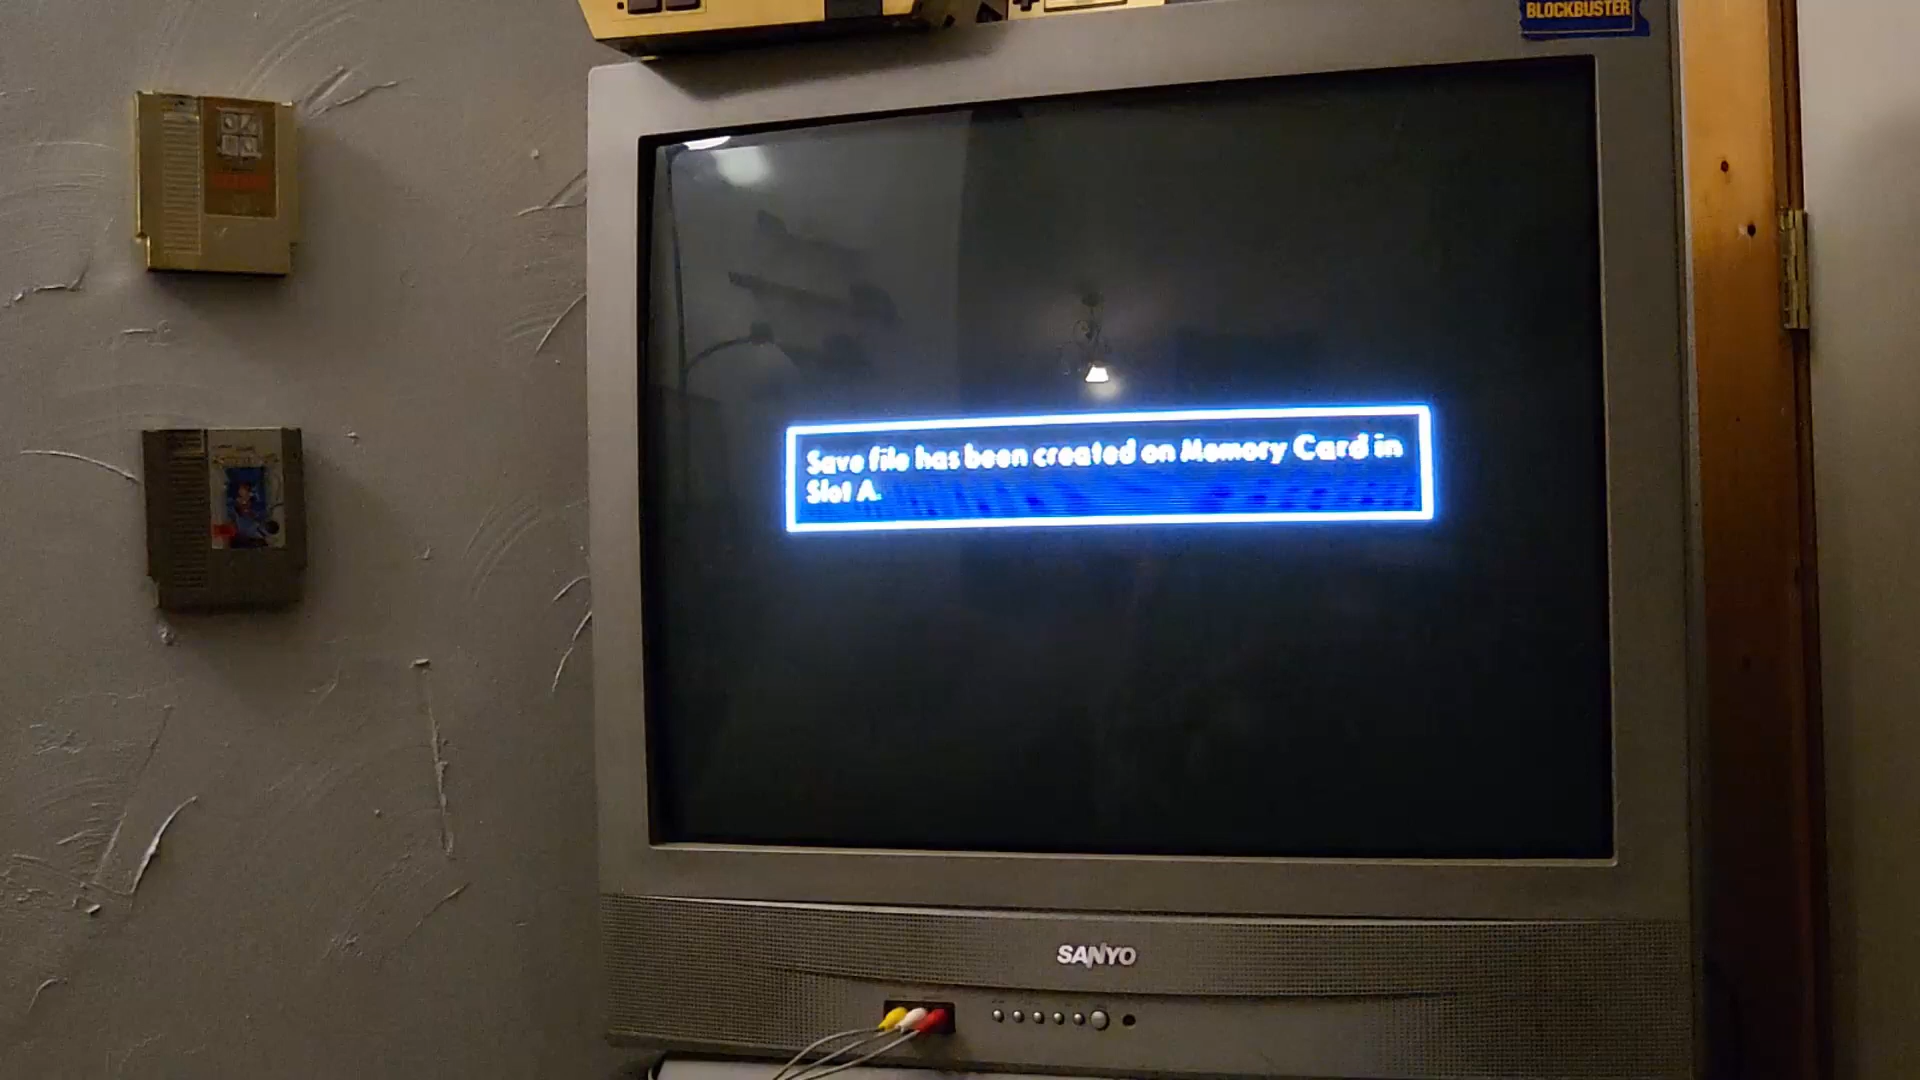 BLOCKBUSTER
Save file has been created on Memory Card in
Slot A.
SANYO